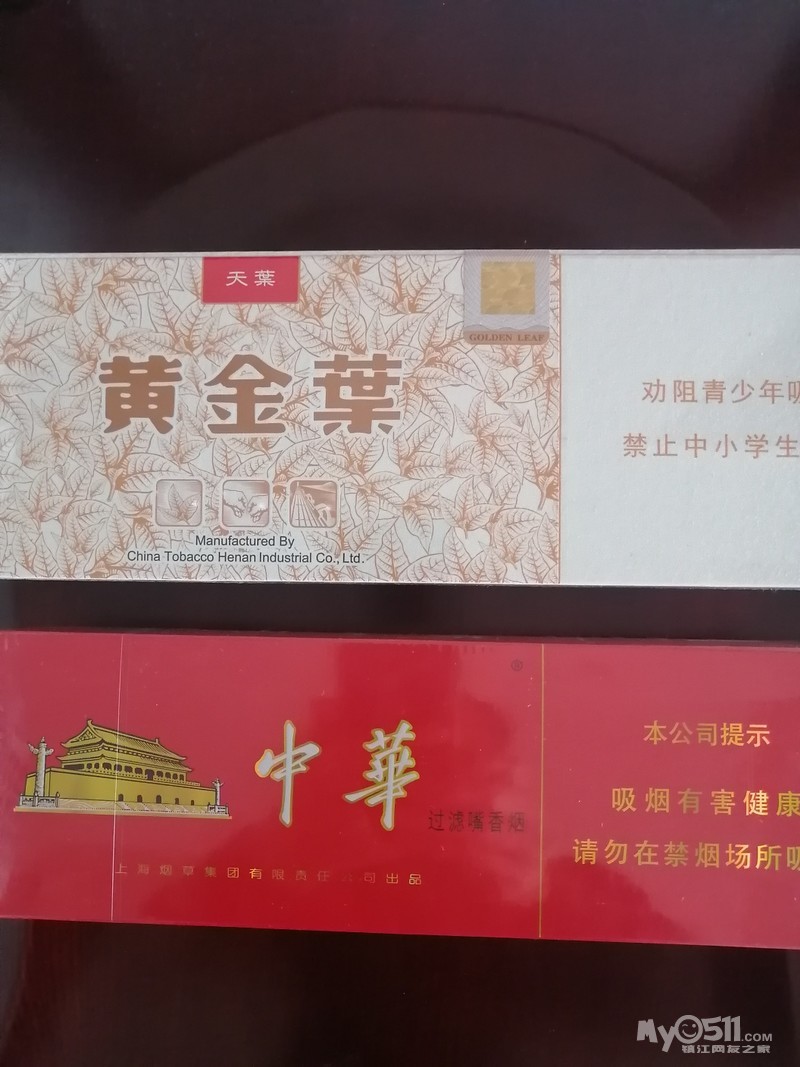 天葉
GOLDEN LEAF
黄金葉
Manufactured By
China Tobacco Henan Industrial Co., Ltd.
劝阻青少年吸
禁止中小学生
®
中華
过滤嘴香烟
上海烟草集团有限责任公司出品
本公司提示
吸烟有害健康
请勿在禁烟场所吸
My0511.COM
镇江网友之家